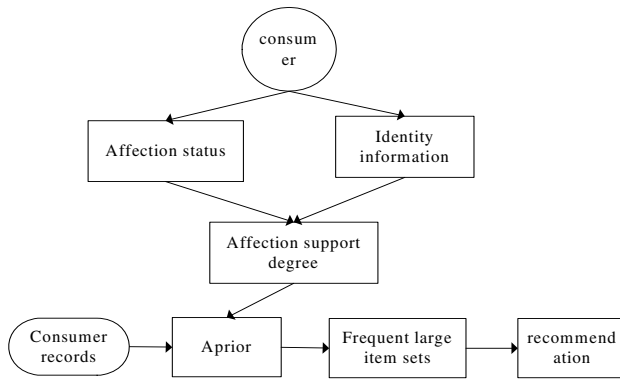 consum
er
Affection status
Identity
information
Affection support
degree
Consumer
records
Aprior
Frequent large
item sets
recommend
ation